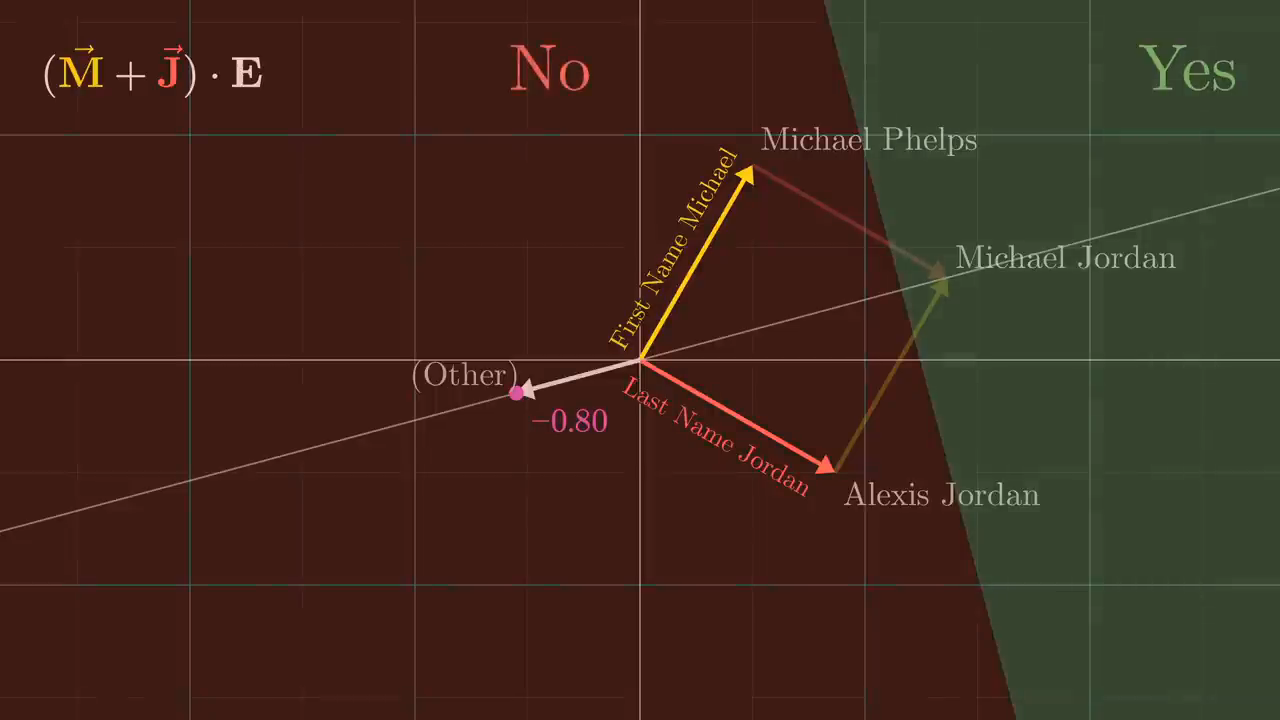 (M⃗ + J⃗) · E
No
Yes
Michael Phelps
First Name Michael
Michael Jordan
(Other)
−0.80
Last Name Jordan
Alexis Jordan